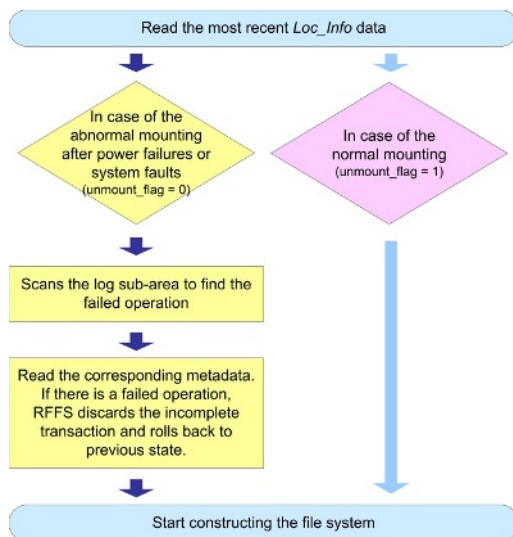 Read the most recent Loc_Info data
In case of the
abnormal mounting
after power failures or
system faults
(unmount_flag = 0)
In case of the
normal mounting
(unmount_flag = 1)
Scans the log sub-area to find the
failed operation
Read the corresponding metadata.
If there is a failed operation,
RFFS discards the incomplete
transaction and rolls back to
previous state.
Start constructing the file system